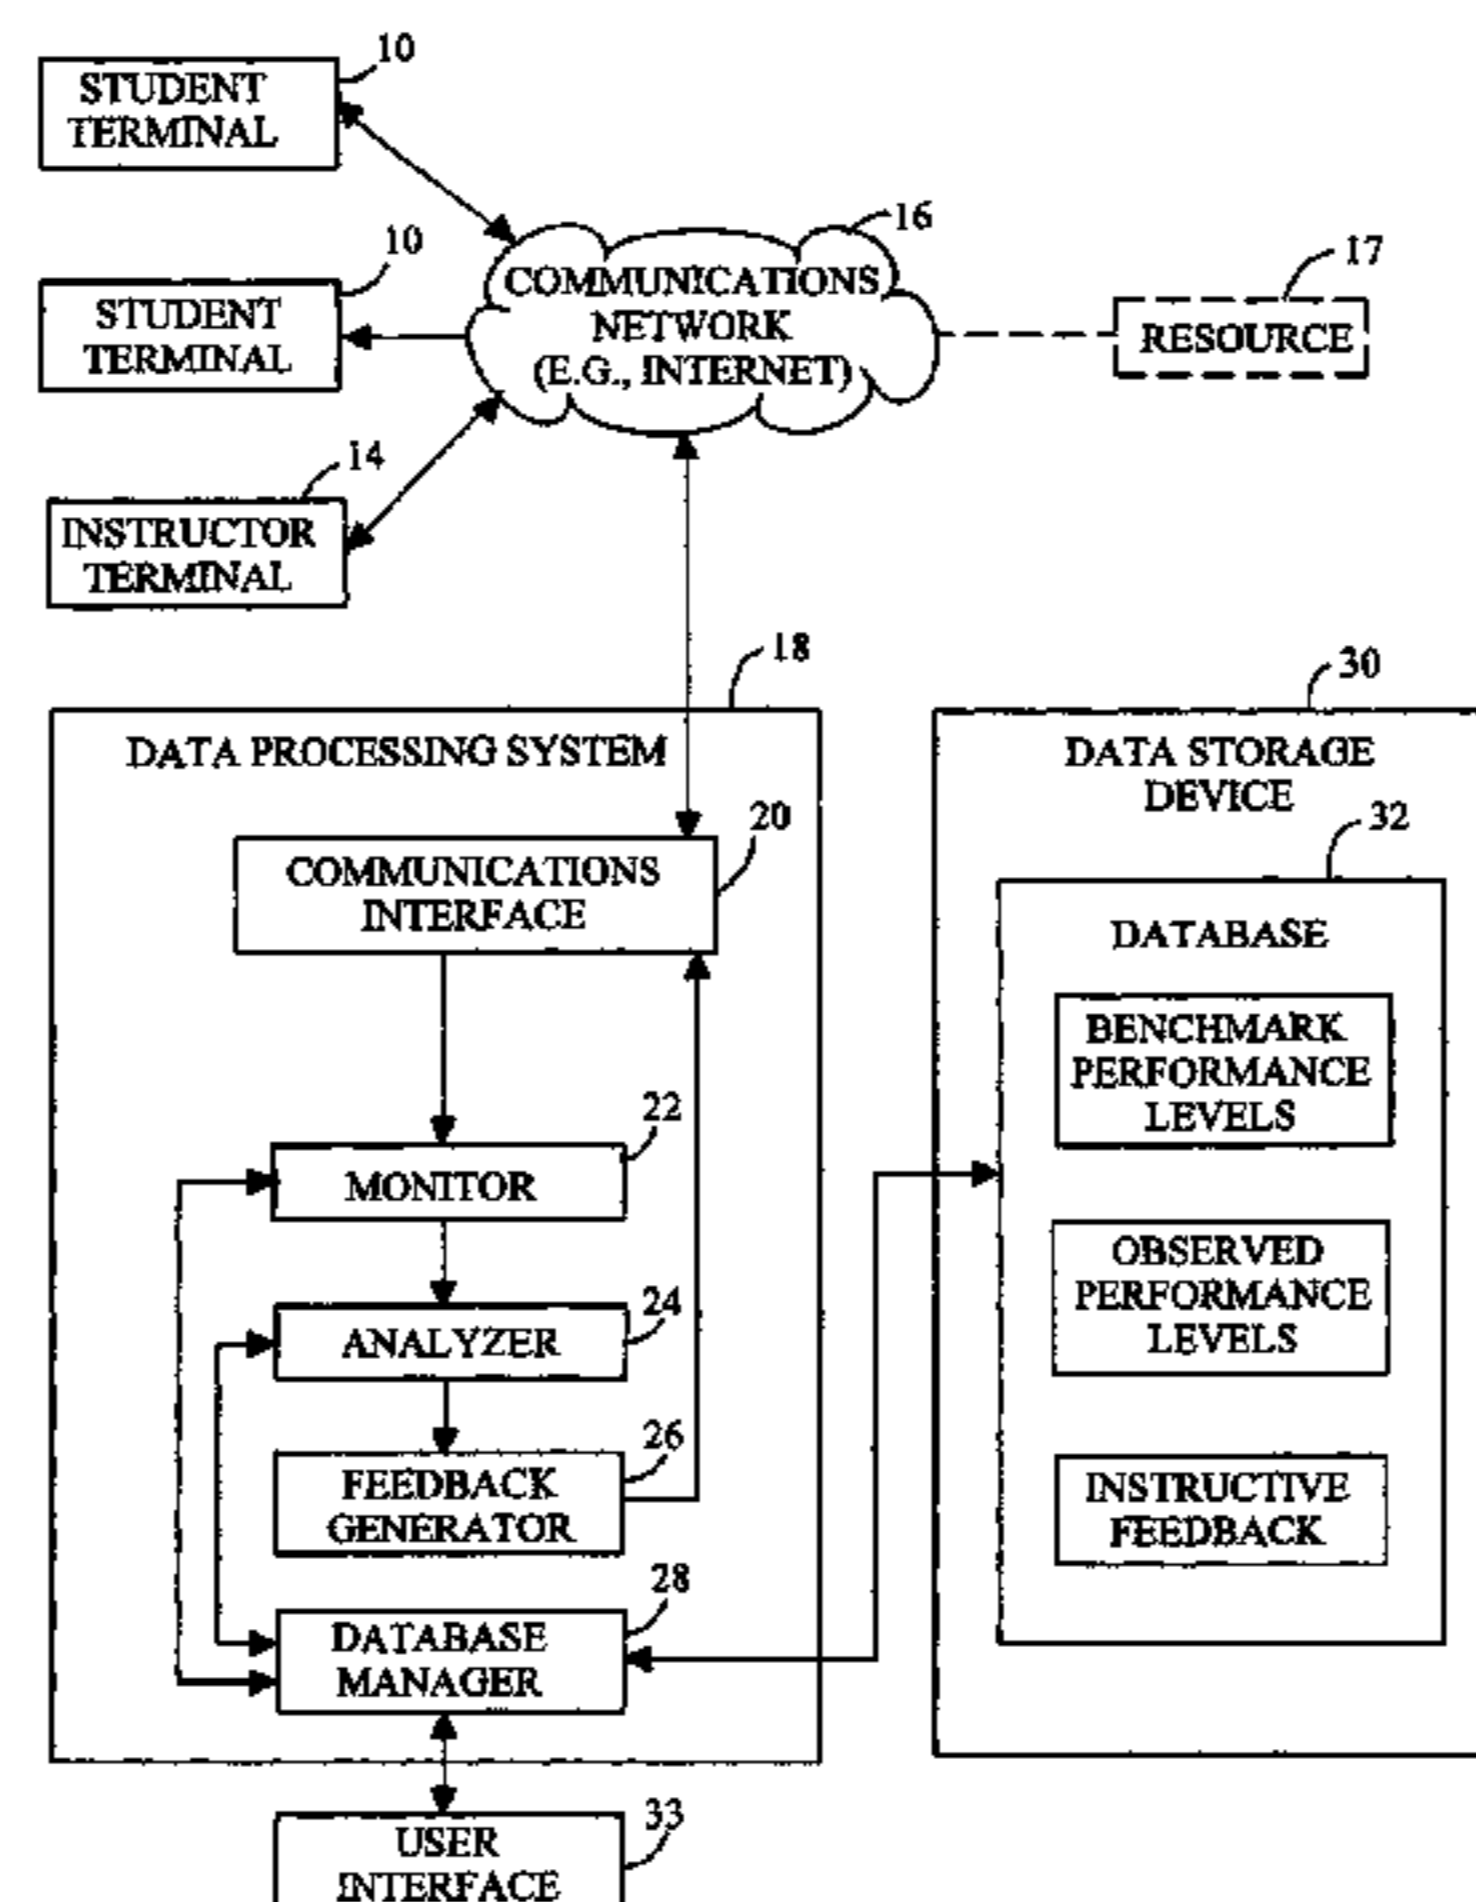 10
STUDENT
TERMINAL
10
STUDENT
TERMINAL
14
INSTRUCTOR
TERMINAL
16
COMMUNICATIONS
NETWORK
(E.G., INTERNET)
17
RESOURCE
18
DATA PROCESSING SYSTEM
20
COMMUNICATIONS
INTERFACE
22
MONITOR
24
ANALYZER
26
FEEDBACK
GENERATOR
28
DATABASE
MANAGER
33
USER
INTERFACE
30
DATA STORAGE
DEVICE
32
DATABASE
BENCHMARK
PERFORMANCE
LEVELS
OBSERVED
PERFORMANCE
LEVELS
INSTRUCTIVE
FEEDBACK